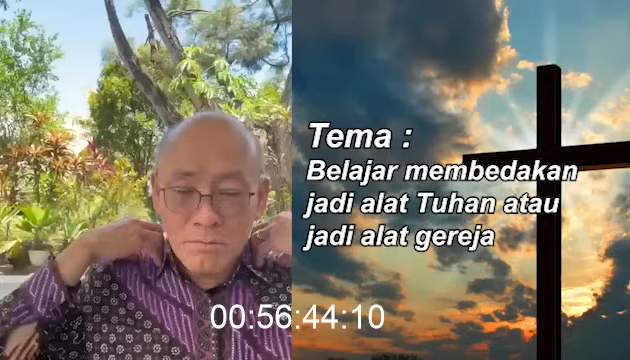 Tema :
Belajar membedakan
jadi alat Tuhan atau
jadi alat gereja
00:56:44:10